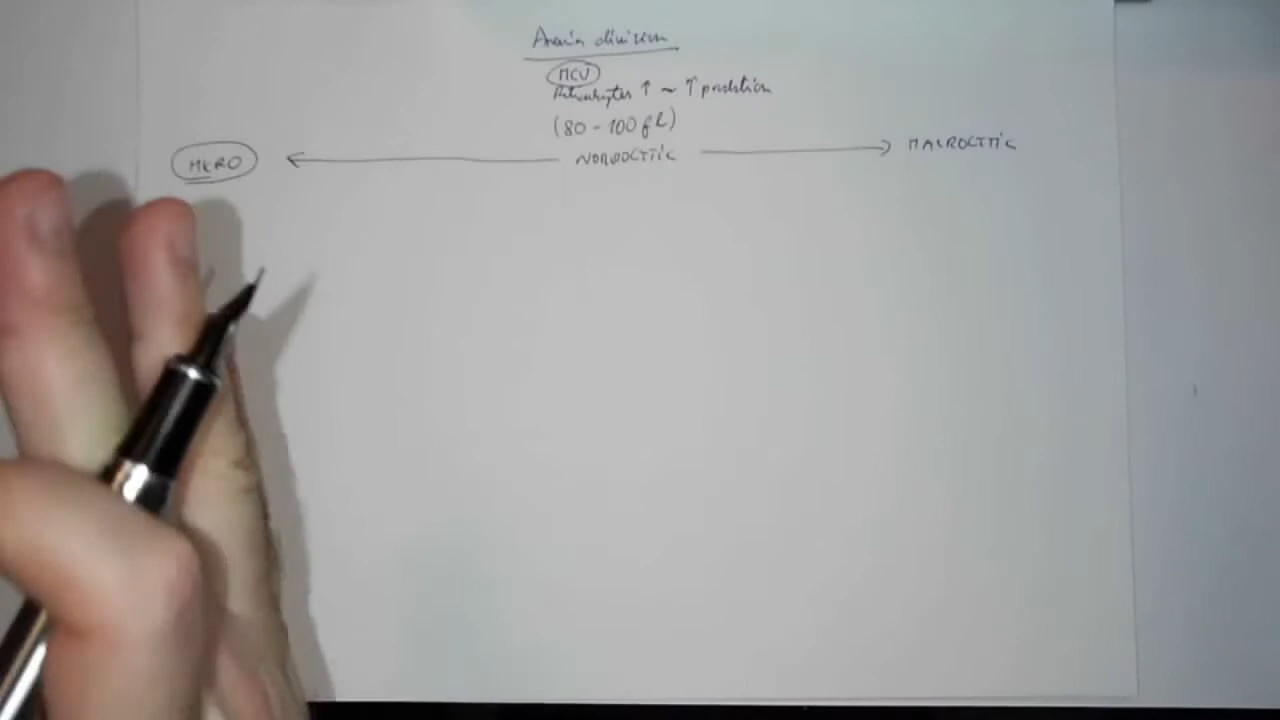 Anemia division
MCV
Reticulocytes ↑ ~ ↑ production
(80 - 100 fl)
MICRO ← NORMOCYTIC → MACROCYTIC